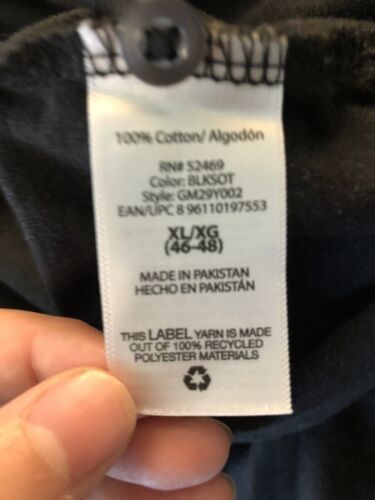 100% Cotton/ Algodón
RN# 52469
Color: BLKSOT
Style: GM29Y002
EAN/UPC 8 96110197553
XL/XG
(46-48)
MADE IN PAKISTAN
HECHO EN PAKISTÁN
THIS LABEL YARN IS MADE
OUT OF 100% RECYCLED
POLYESTER MATERIALS